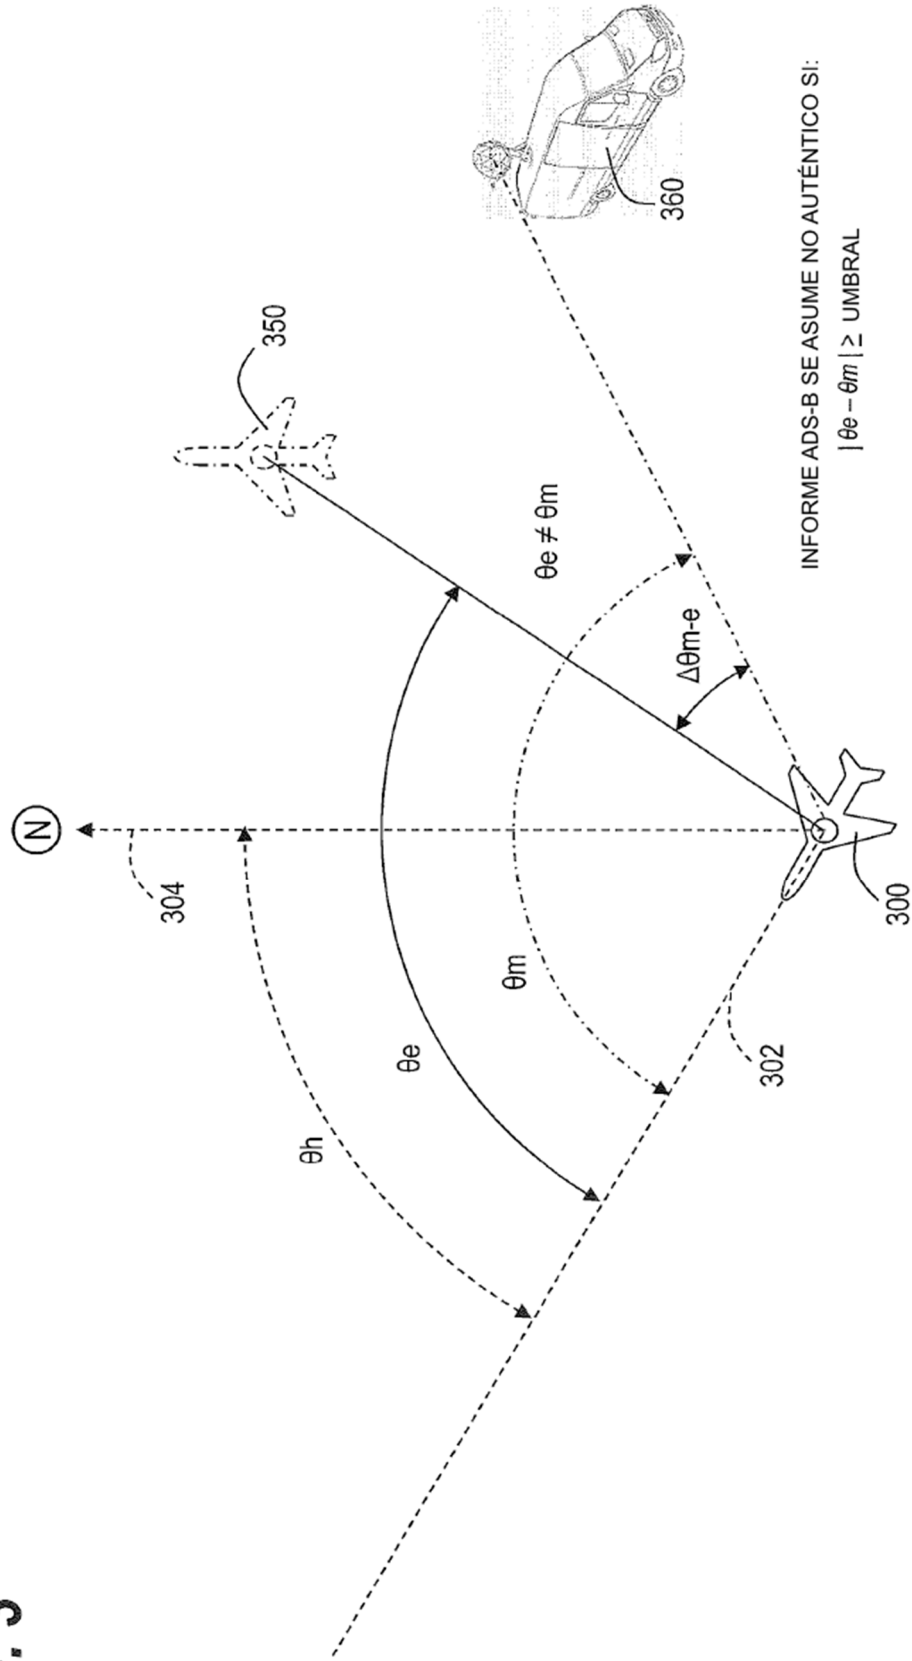 N
304
350
θh
θe
θm
θe ≠ θm
360
Δθm-e
302
INFORME ADS-B SE ASUME NO AUTÉNTICO SI:
|θe – θm| ≥ UMBRAL
300